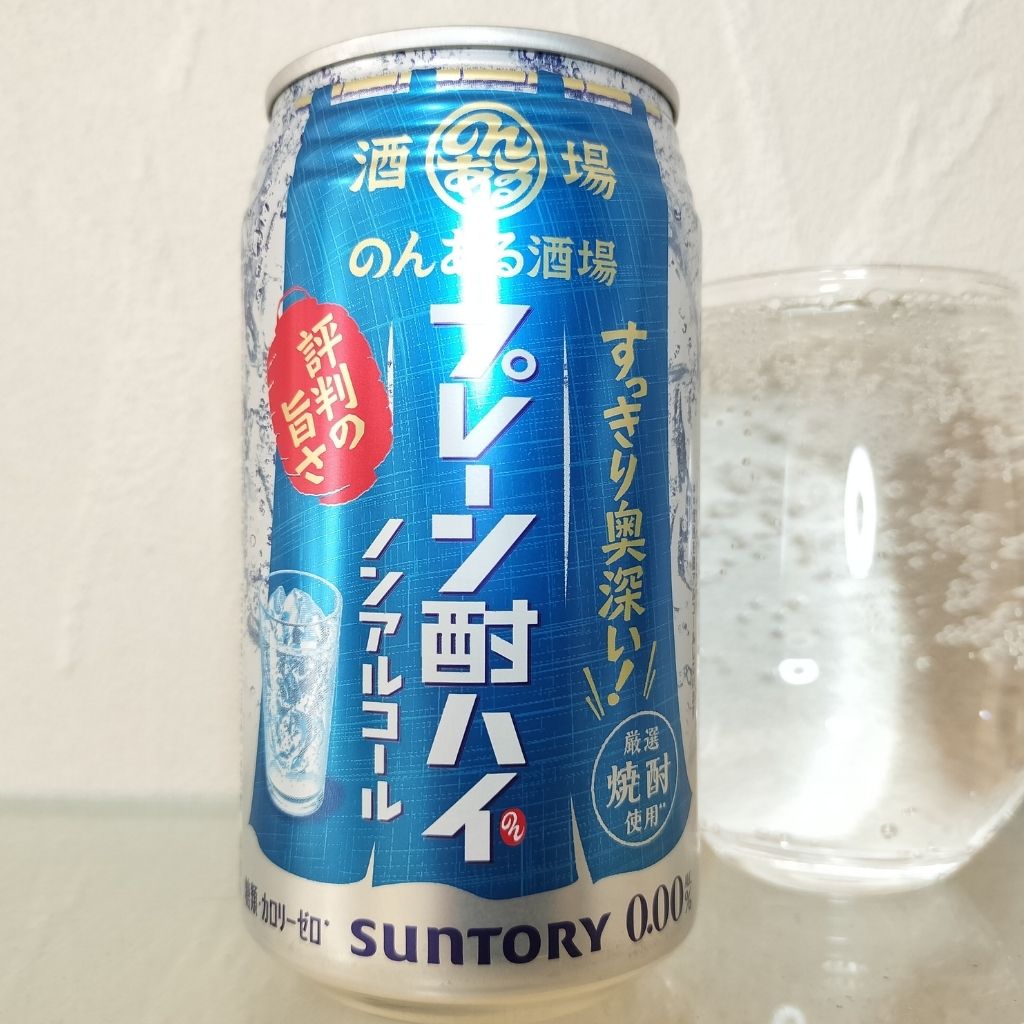 酒 のんある 場
のんある酒場
評判の
旨さ
プレーン酎ハイ
のん
ノンアルコール
すっきり奥深い!
厳選
焼酎
使用
糖類・カロリーゼロ*
SUNTORY 0.00%